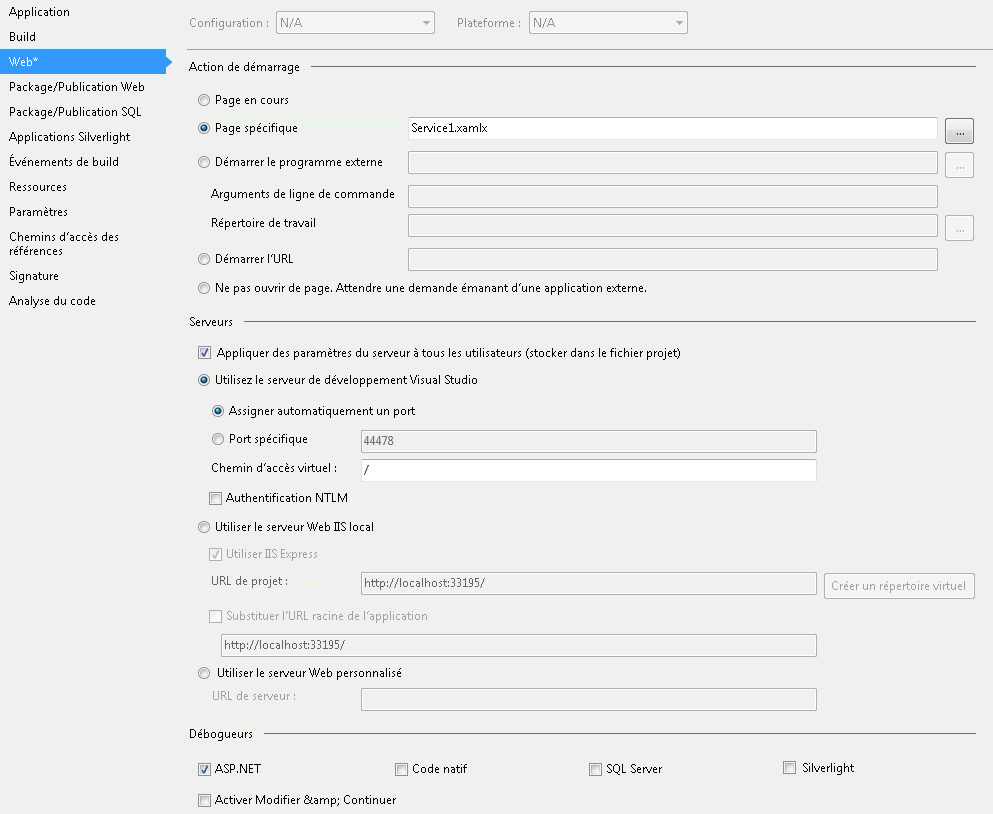 Application
Build
Web*
Package/Publication Web
Package/Publication SQL
Applications Silverlight
Événements de build
Ressources
Paramètres
Chemins d'accès des
références
Signature
Analyse du code
Configuration : N/A Plateforme : N/A
Action de démarrage
Page en cours
Page spécifique Service1.xamlx ...
Démarrer le programme externe ...
Arguments de ligne de commande
Répertoire de travail ...
Démarrer l'URL
Ne pas ouvrir de page. Attendre une demande émanant d'une application externe.
Serveurs
Appliquer des paramètres du serveur à tous les utilisateurs (stocker dans le fichier projet)
Utilisez le serveur de développement Visual Studio
Assigner automatiquement un port
Port spécifique 44478
Chemin d'accès virtuel : /
Authentification NTLM
Utiliser le serveur Web IIS local
Utiliser IIS Express
URL de projet : http://localhost:33195/ Créer un répertoire virtuel
Substituer l'URL racine de l'application
http://localhost:33195/
Utiliser le serveur Web personnalisé
URL de serveur :
Débogueurs
ASP.NET Code natif SQL Server Silverlight
Activer Modifier &amp; Continuer